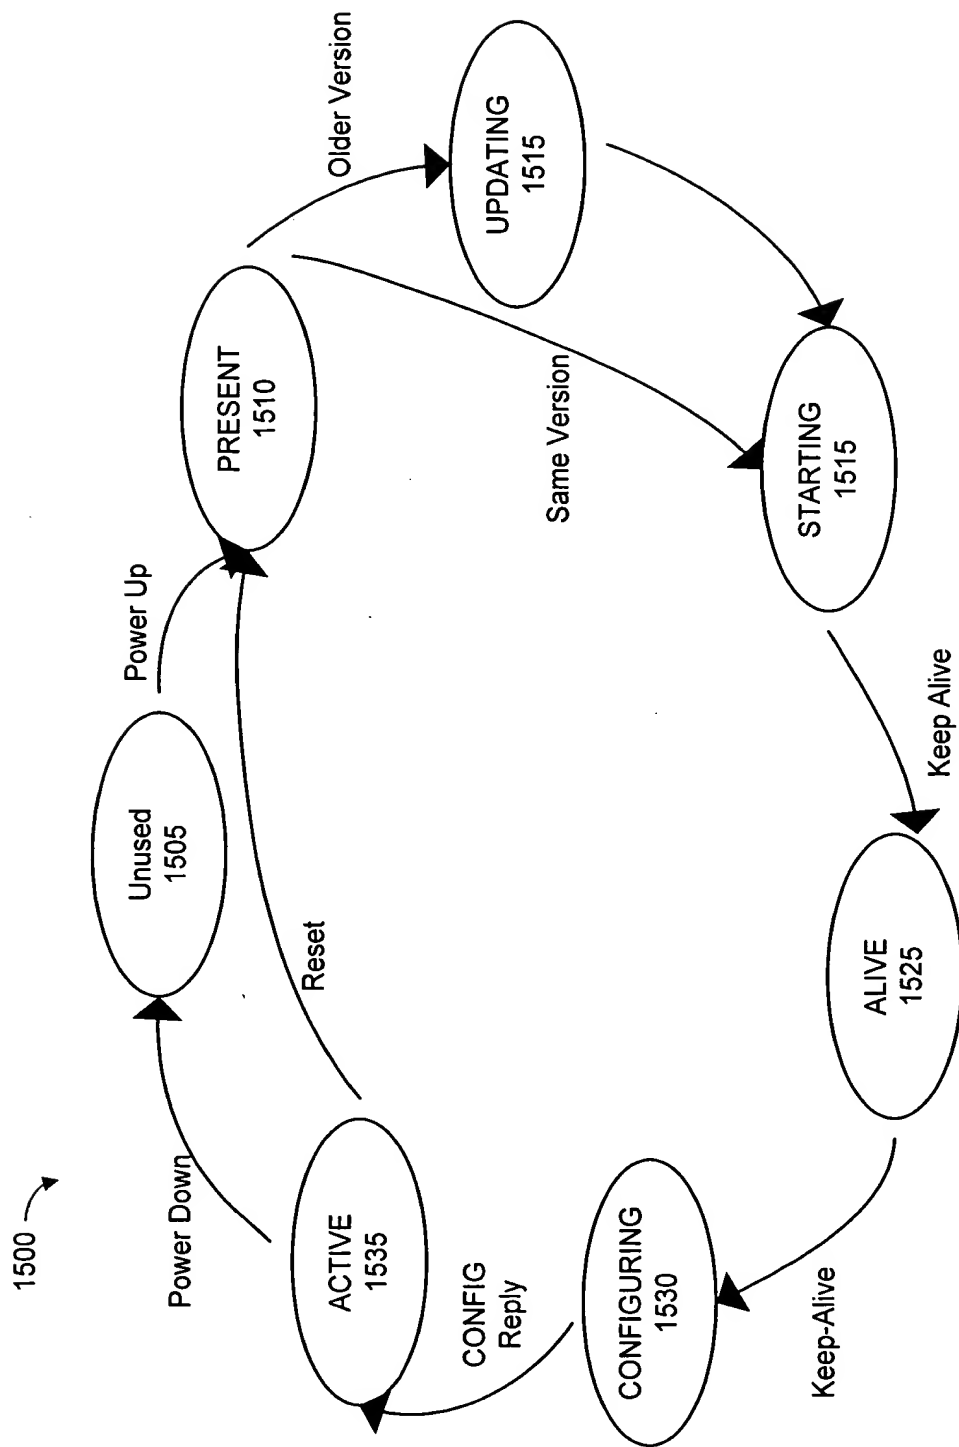 1500
Power Down
Unused
1505
Power Up
PRESENT
1510
Older Version
UPDATING
1515
Same Version
STARTING
1515
Keep Alive
ALIVE
1525
Keep-Alive
CONFIGURING
1530
CONFIG
Reply
ACTIVE
1535
Reset